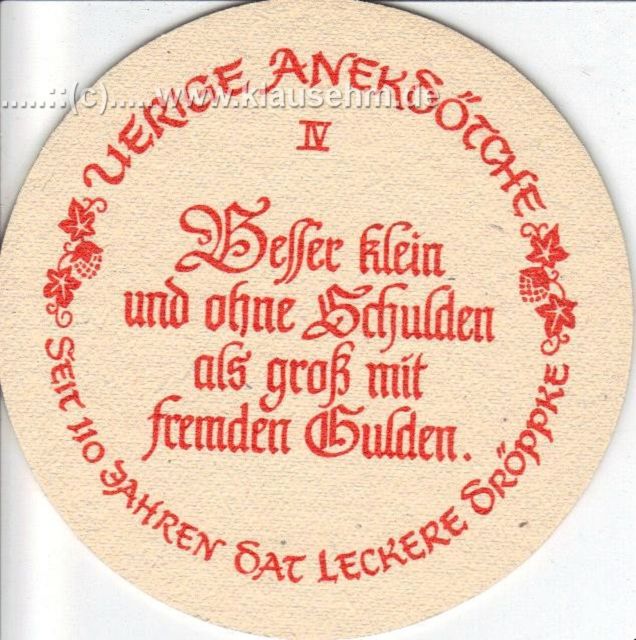 UERIGE ANEKSÖTCHE
......::(c).....www.klausehm.de
IV
Besser klein
und ohne Schulden
als groß mit
fremden Gulden.
SEIT 110 JAHREN DAT LECKERE DRÖPPKE